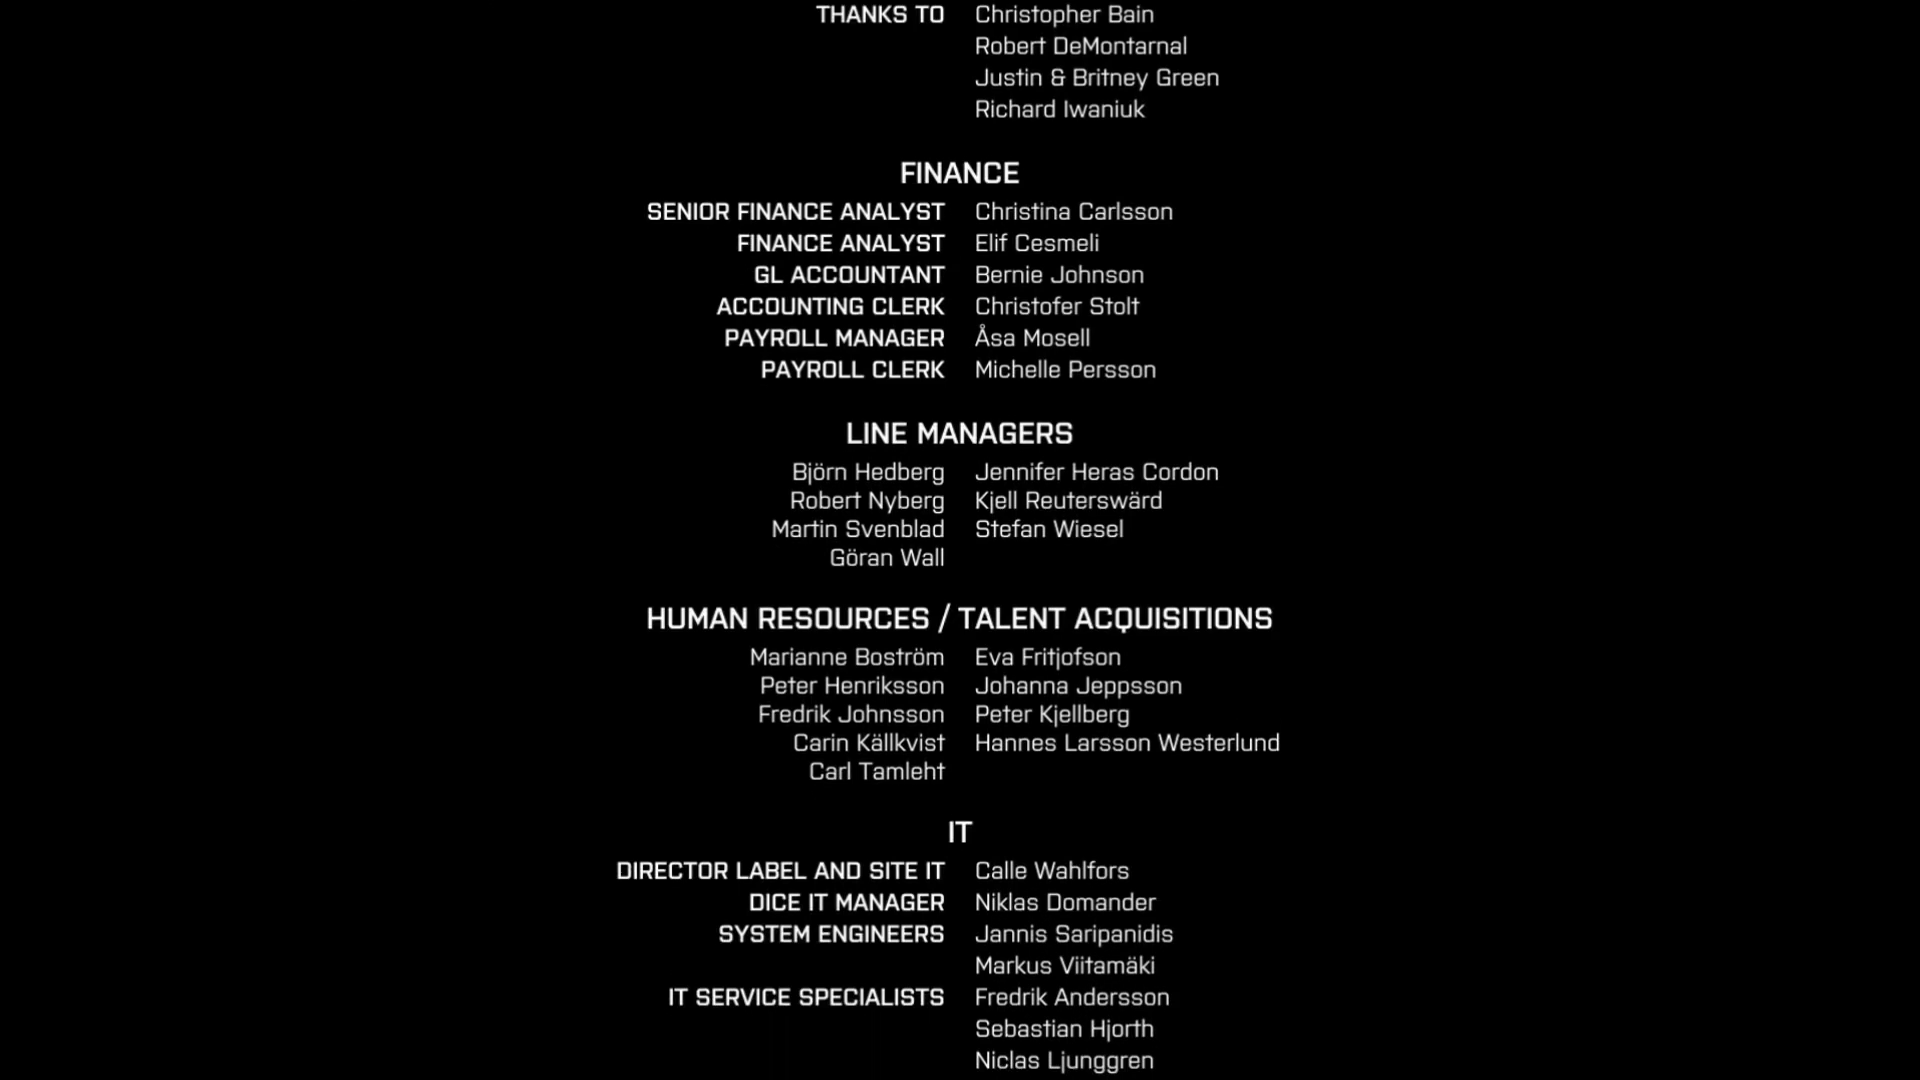 THANKS TO Christopher Bain
Robert DeMontarnal
Justin & Britney Green
Richard Iwaniuk
FINANCE
SENIOR FINANCE ANALYST Christina Carlsson
FINANCE ANALYST Elif Cesmeli
GL ACCOUNTANT Bernie Johnson
ACCOUNTING CLERK Christofer Stolt
PAYROLL MANAGER Åsa Mosell
PAYROLL CLERK Michelle Persson
LINE MANAGERS
Björn Hedberg Jennifer Heras Cordon
Robert Nyberg Kjell Reuterswärd
Martin Svenblad Stefan Wiesel
Göran Wall
HUMAN RESOURCES / TALENT ACQUISITIONS
Marianne Boström Eva Fritjofson
Peter Henriksson Johanna Jeppsson
Fredrik Johnsson Peter Kjellberg
Carin Källkvist Hannes Larsson Westerlund
Carl Tamleht
IT
DIRECTOR LABEL AND SITE IT Calle Wahlfors
DICE IT MANAGER Niklas Domander
SYSTEM ENGINEERS Jannis Saripanidis
Markus Viitamäki
IT SERVICE SPECIALISTS Fredrik Andersson
Sebastian Hjorth
Niclas Ljunggren